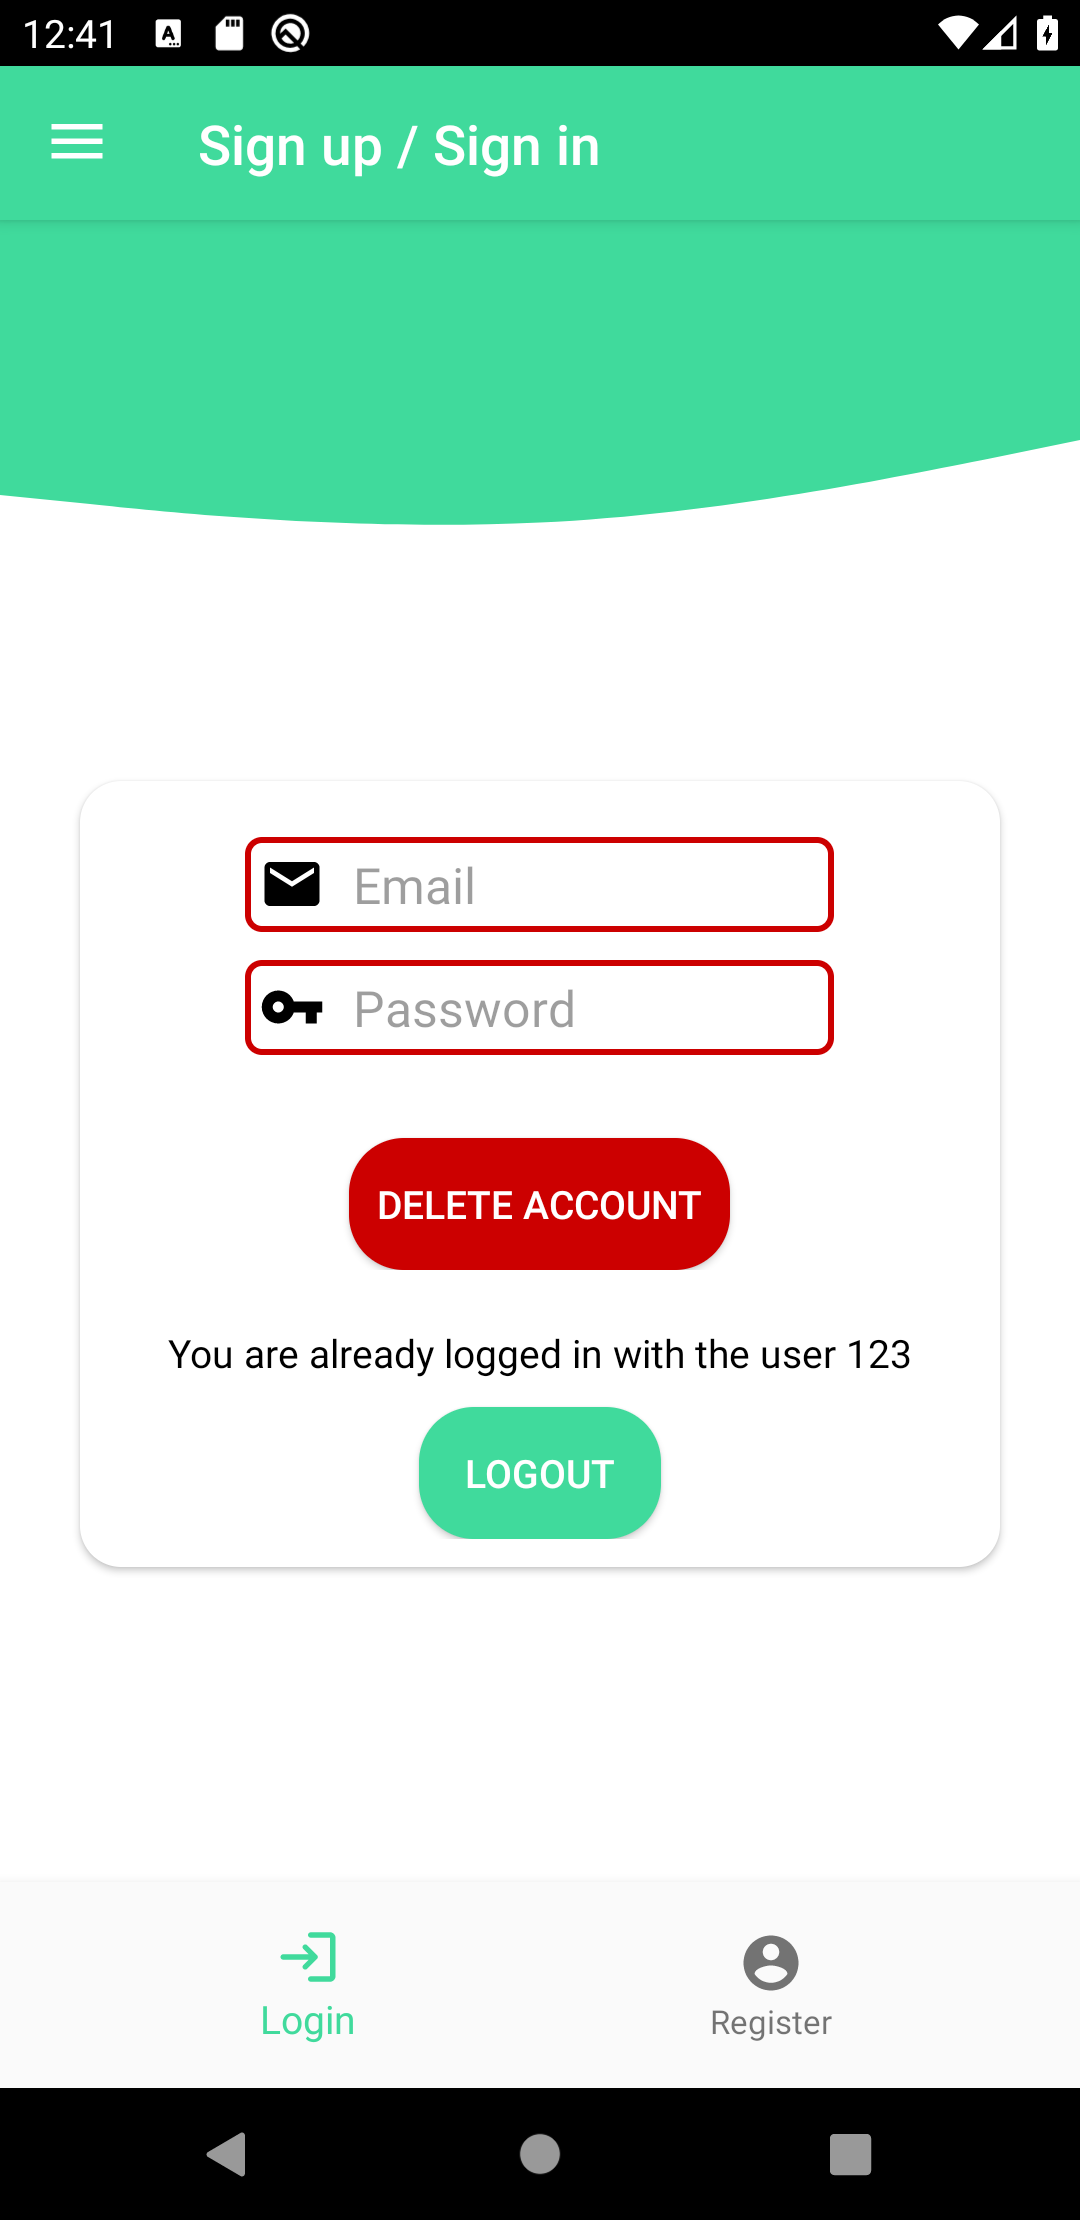 12:41
Sign up / Sign in
Email
Password
DELETE ACCOUNT
You are already logged in with the user 123
LOGOUT
Login
Register